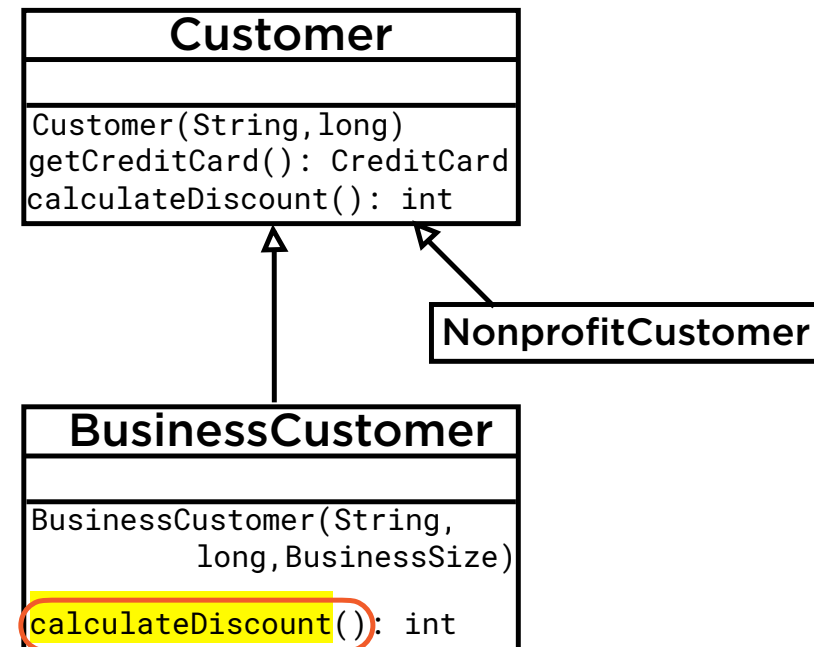 Customer
Customer(String,long)
getCreditCard(): CreditCard
calculateDiscount(): int
NonprofitCustomer
BusinessCustomer
BusinessCustomer(String,
long,BusinessSize)
calculateDiscount(): int